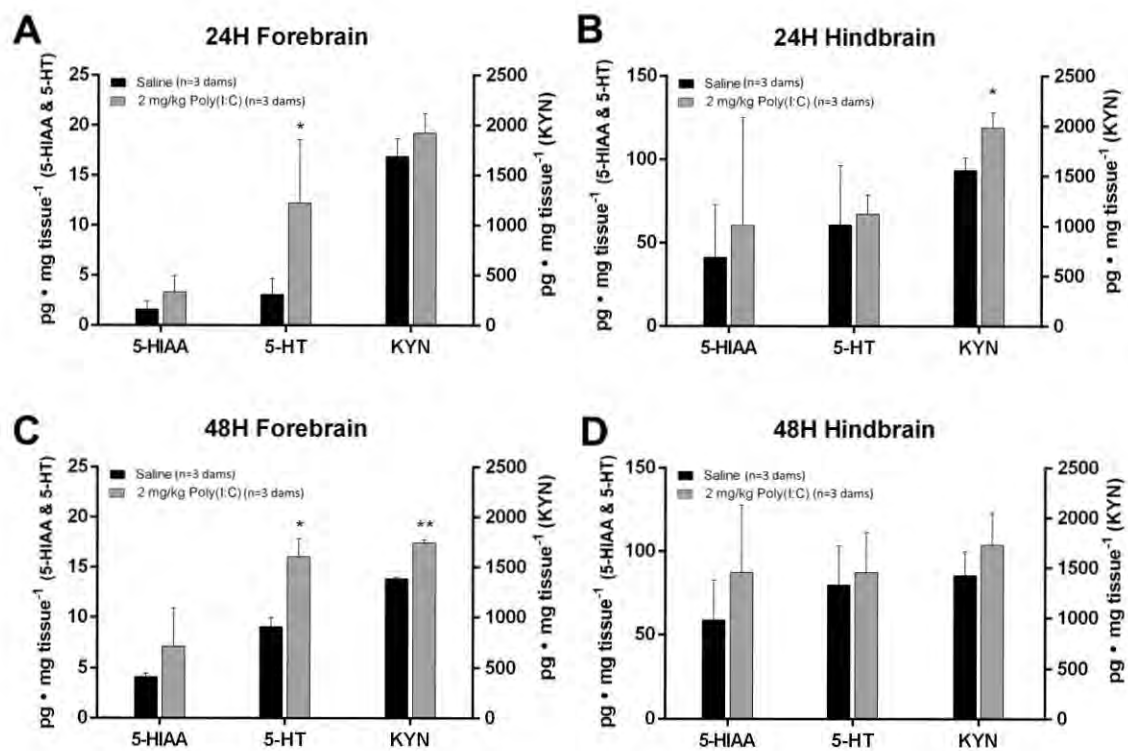 A
24H Forebrain
Saline (n=3 dams)
2 mg/kg Poly(I:C) (n=3 dams)
pg • mg tissue⁻¹ (5-HIAA & 5-HT)
25
20
15
10
5
0
*
5-HIAA
5-HT
KYN
2500
2000
1500
1000
500
0
pg • mg tissue⁻¹ (KYN)
B
24H Hindbrain
Saline (n=3 dams)
2 mg/kg Poly(I:C) (n=3 dams)
pg • mg tissue⁻¹ (5-HIAA & 5-HT)
150
100
50
0
*
5-HIAA
5-HT
KYN
2500
2000
1500
1000
500
0
pg • mg tissue⁻¹ (KYN)
C
48H Forebrain
Saline (n=3 dams)
2 mg/kg Poly(I:C) (n=3 dams)
pg • mg tissue⁻¹ (5-HIAA & 5-HT)
25
20
15
10
5
0
*
**
5-HIAA
5-HT
KYN
2500
2000
1500
1000
500
0
pg • mg tissue⁻¹ (KYN)
D
48H Hindbrain
Saline (n=3 dams)
2 mg/kg Poly(I:C) (n=3 dams)
pg • mg tissue⁻¹ (5-HIAA & 5-HT)
150
100
50
0
5-HIAA
5-HT
KYN
2500
2000
1500
1000
500
0
pg • mg tissue⁻¹ (KYN)